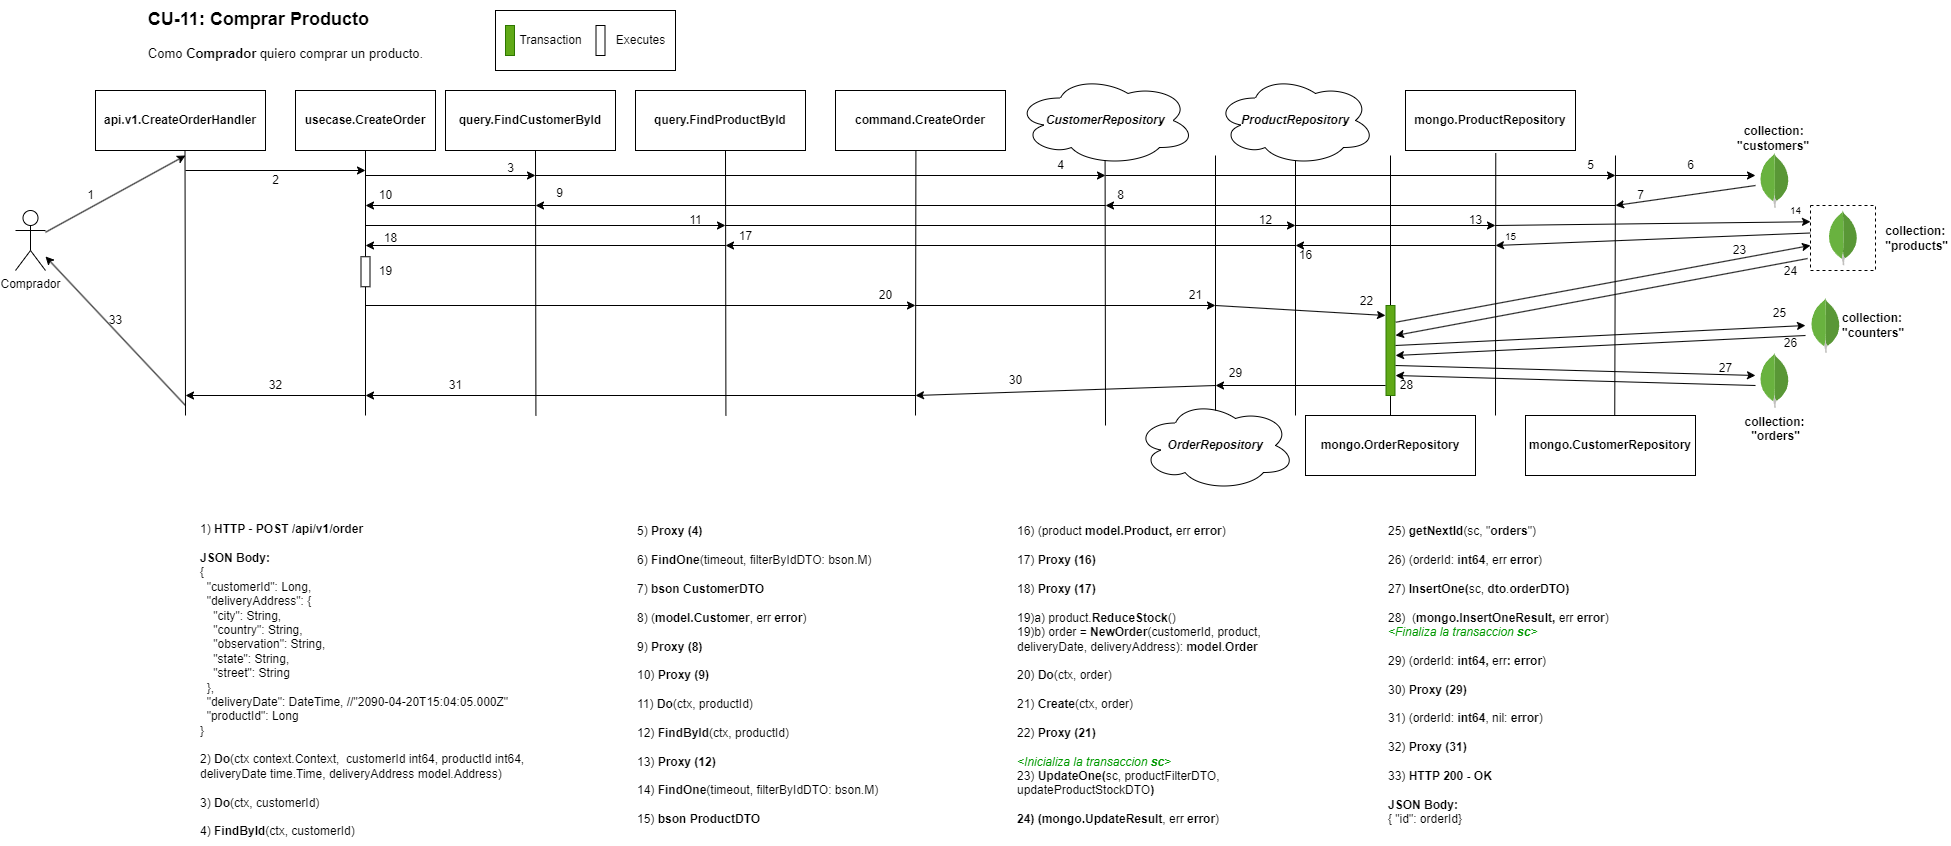 CU-11: Comprar Producto
Como Comprador quiero comprar un producto.
Transaction
Executes
api.v1.CreateOrderHandler
usecase.CreateOrder
query.FindCustomerById
query.FindProductById
command.CreateOrder
CustomerRepository
ProductRepository
mongo.ProductRepository
collection:
"customers"
1
2
3
4
5
6
7
8
9
10
11
12
13
14
15
16
17
18
19
collection:
"products"
Comprador
20
21
22
23
24
25
26
collection:
"counters"
27
28
29
30
31
32
33
collection:
"orders"
OrderRepository
mongo.OrderRepository
mongo.CustomerRepository
1) HTTP - POST /api/v1/order
JSON Body:
{
"customerId": Long,
"deliveryAddress": {
"city": String,
"country": String,
"observation": String,
"state": String,
"street": String
},
"deliveryDate": DateTime, //"2090-04-20T15:04:05.000Z"
"productId": Long
}
2) Do(ctx context.Context,  customerId int64, productId int64,
deliveryDate time.Time, deliveryAddress model.Address)
3) Do(ctx, customerId)
4) FindById(ctx, customerId)
5) Proxy (4)
6) FindOne(timeout, filterByIdDTO: bson.M)
7) bson CustomerDTO
8) (model.Customer, err error)
9) Proxy (8)
10) Proxy (9)
11) Do(ctx, productId)
12) FindById(ctx, productId)
13) Proxy (12)
14) FindOne(timeout, filterByIdDTO: bson.M)
15) bson ProductDTO
16) (product model.Product, err error)
17) Proxy (16)
18) Proxy (17)
19)a) product.ReduceStock()
19)b) order = NewOrder(customerId, product,
deliveryDate, deliveryAddress): model.Order
20) Do(ctx, order)
21) Create(ctx, order)
22) Proxy (21)
<Inicializa la transaccion sc>
23) UpdateOne(sc, productFilterDTO,
updateProductStockDTO)
24) (mongo.UpdateResult, err error)
25) getNextId(sc, "orders")
26) (orderId: int64, err error)
27) InsertOne(sc, dto.orderDTO)
28)  (mongo.InsertOneResult, err error)
<Finaliza la transaccion sc>
29) (orderId: int64, err: error)
30) Proxy (29)
31) (orderId: int64, nil: error)
32) Proxy (31)
33) HTTP 200 - OK
JSON Body:
{ "id": orderId}